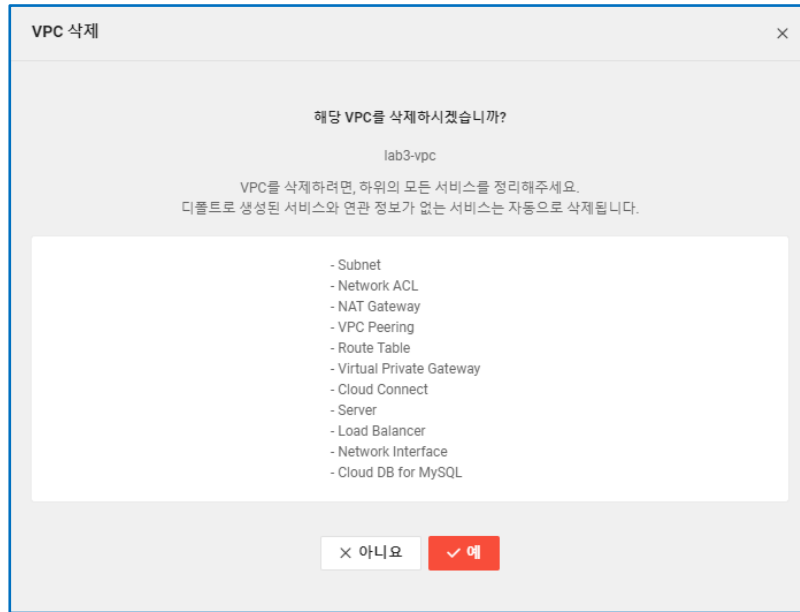 VPC 삭제
해당 VPC를 삭제하시겠습니까?
lab3-vpc
VPC를 삭제하려면, 하위의 모든 서비스를 정리해주세요.
디폴트로 생성된 서비스와 연관 정보가 없는 서비스는 자동으로 삭제됩니다.
- Subnet
- Network ACL
- NAT Gateway
- VPC Peering
- Route Table
- Virtual Private Gateway
- Cloud Connect
- Server
- Load Balancer
- Network Interface
- Cloud DB for MySQL
아니요 예